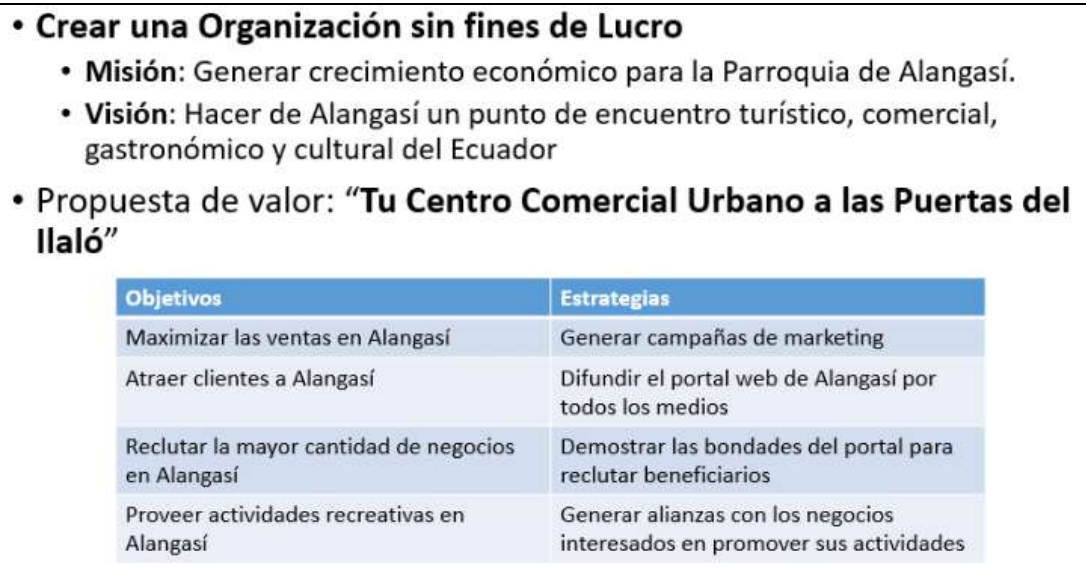 • Crear una Organización sin fines de Lucro
• Misión: Generar crecimiento económico para la Parroquia de Alangasí.
• Visión: Hacer de Alangasí un punto de encuentro turístico, comercial,
gastronómico y cultural del Ecuador
• Propuesta de valor: “Tu Centro Comercial Urbano a las Puertas del
Ilaló”
Objetivos Estrategias
Maximizar las ventas en Alangasí Generar campañas de marketing
Atraer clientes a Alangasí Difundir el portal web de Alangasí por
todos los medios
Reclutar la mayor cantidad de negocios Demostrar las bondades del portal para
en Alangasí reclutar beneficiarios
Proveer actividades recreativas en Generar alianzas con los negocios
Alangasí interesados en promover sus actividades